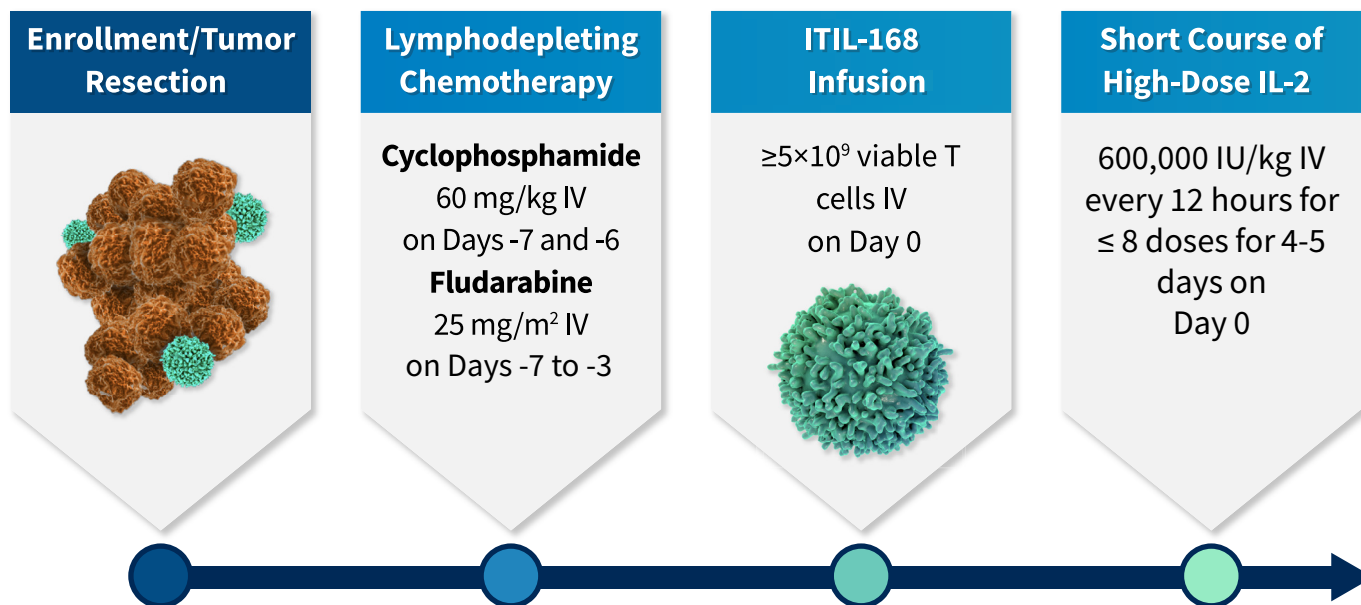 Enrollment/Tumor
Resection
Lymphodepleting
Chemotherapy
Cyclophosphamide
60 mg/kg IV
on Days -7 and -6
Fludarabine
25 mg/m² IV
on Days -7 to -3
ITIL-168
Infusion
≥5×10⁹ viable T
cells IV
on Day 0
Short Course of
High-Dose IL-2
600,000 IU/kg IV
every 12 hours for
≤ 8 doses for 4-5
days on
Day 0